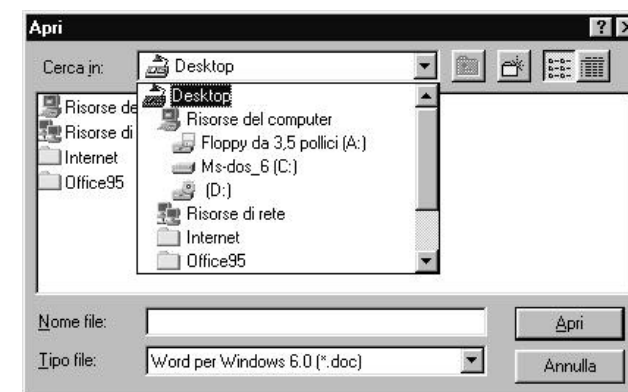 Apri
Cerca in: Desktop
Desktop
Risorse de
Risorse del computer
Risorse di
Floppy da 3,5 pollici (A:)
Internet
Ms-dos_6 (C:)
Office95
(D:)
Risorse di rete
Internet
Office95
Nome file:
Apri
Tipo file: Word per Windows 6.0 (*.doc)
Annulla